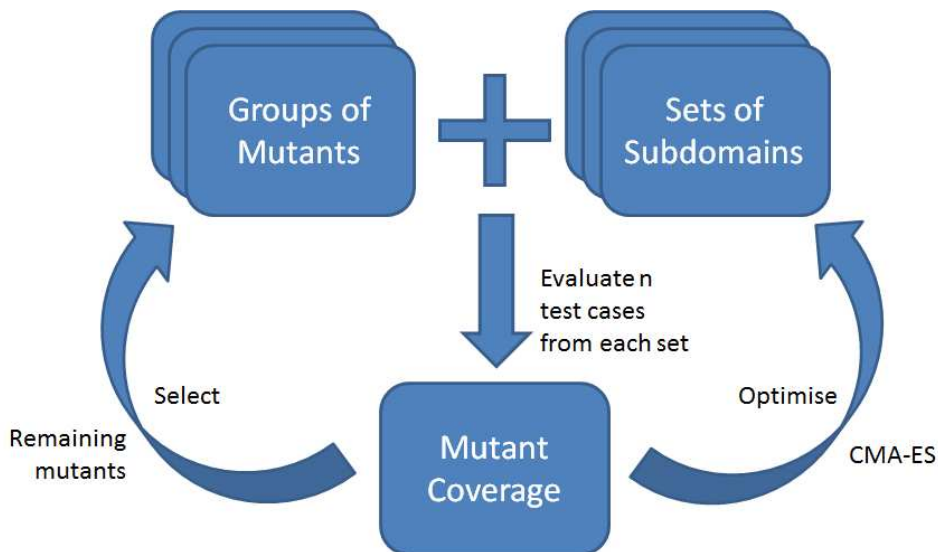 Groups of
Mutants
Sets of
Subdomains
Evaluate n
test cases
from each set
Select
Remaining
mutants
Optimise
CMA-ES
Mutant
Coverage